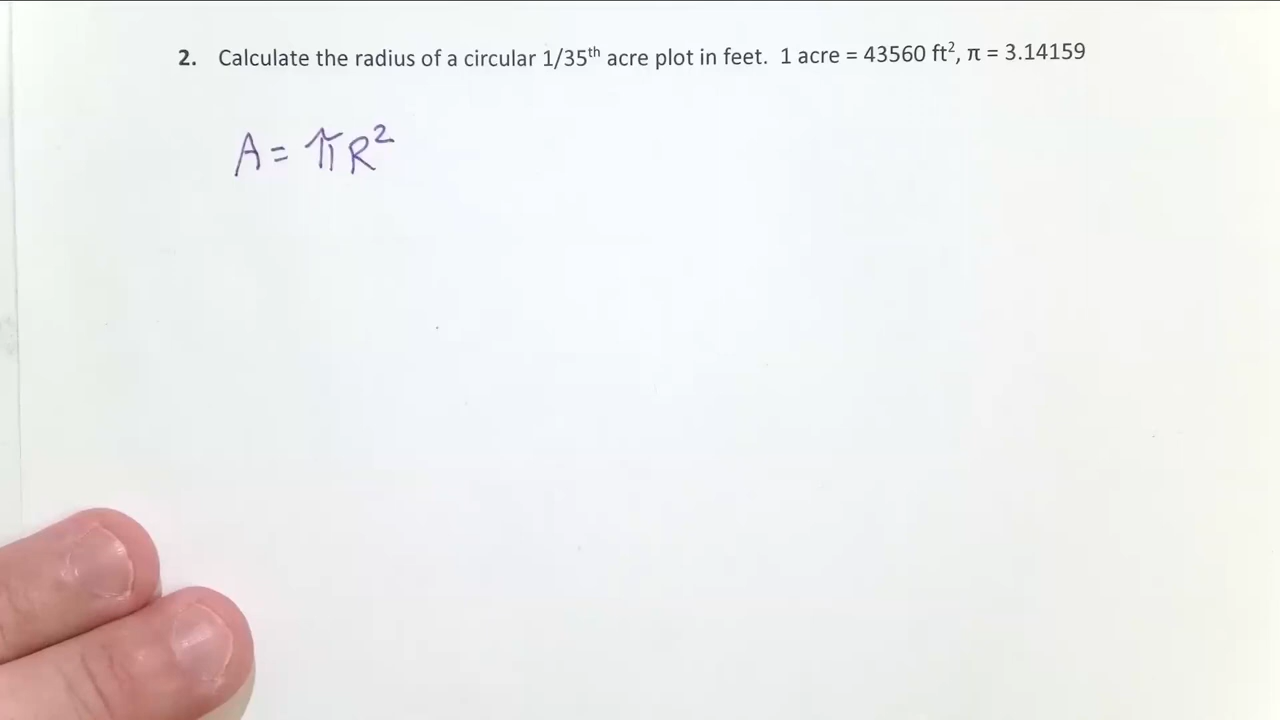 2. Calculate the radius of a circular 1/35th acre plot in feet. 1 acre = 43560 ft², π = 3.14159
A = πR²